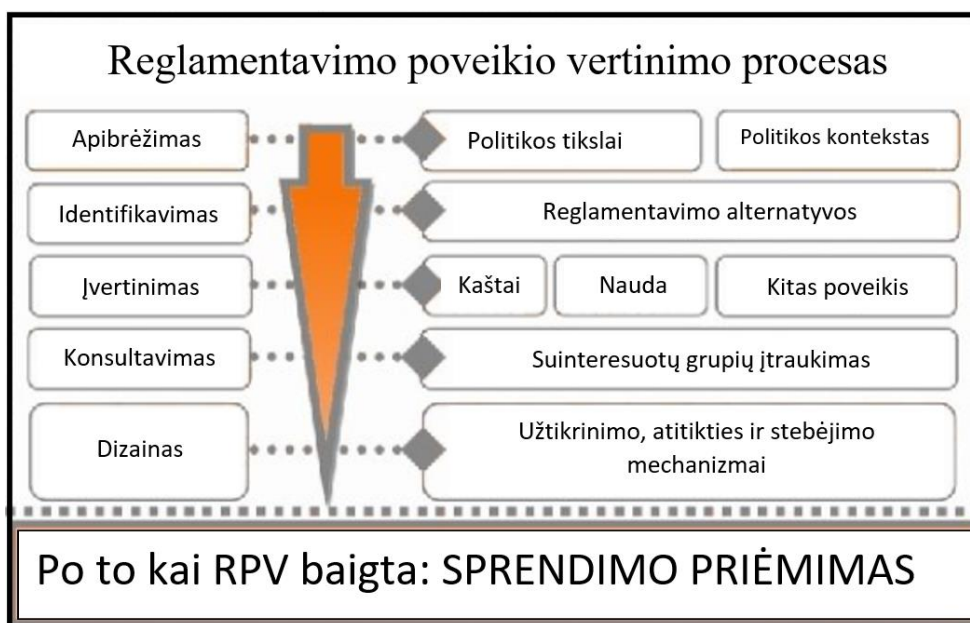 Reglamentavimo poveikio vertinimo procesas
Apibrėžimas
Politikos tikslai
Politikos kontekstas
Identifikavimas
Reglamentavimo alternatyvos
Įvertinimas
Kaštai
Nauda
Kitas poveikis
Konsultavimas
Suinteresuotų grupių įtraukimas
Dizainas
Užtikrinimo, atitikties ir stebėjimo
mechanizmai
Po to kai RPV baigta: SPRENDIMO PRIĖMIMAS